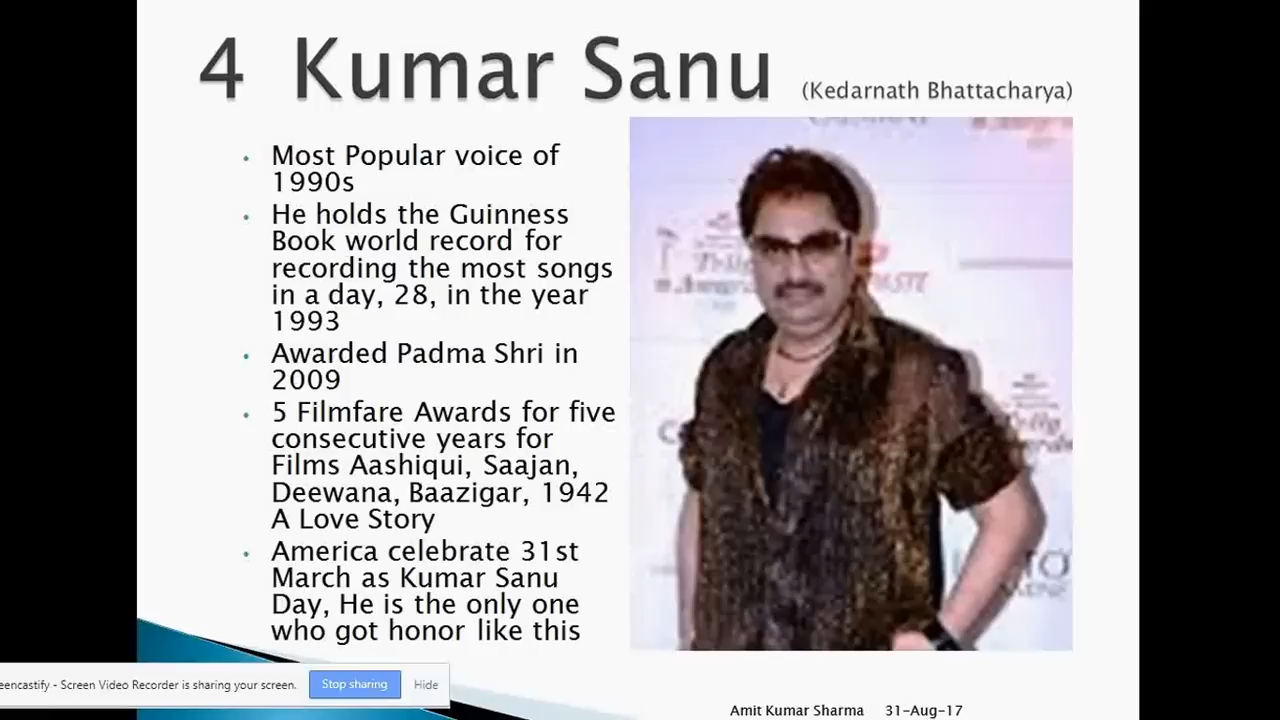 4 Kumar Sanu (Kedarnath Bhattacharya)
Most Popular voice of
1990s
He holds the Guinness
Book world record for
recording the most songs
in a day, 28, in the year
1993
Awarded Padma Shri in
2009
5 Filmfare Awards for five
consecutive years for
Films Aashiqui, Saajan,
Deewana, Baazigar, 1942
A Love Story
America celebrate 31st
March as Kumar Sanu
Day, He is the only one
who got honor like this
eencastify - Screen Video Recorder is sharing your screen. Stop sharing Hide
Amit Kumar Sharma 31-Aug-17